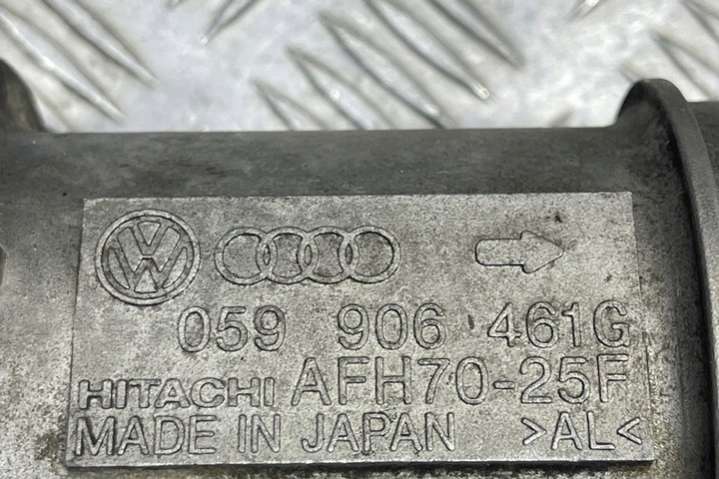 059 906 461G
HITACHI AFH70-25F
MADE IN JAPAN >AL<